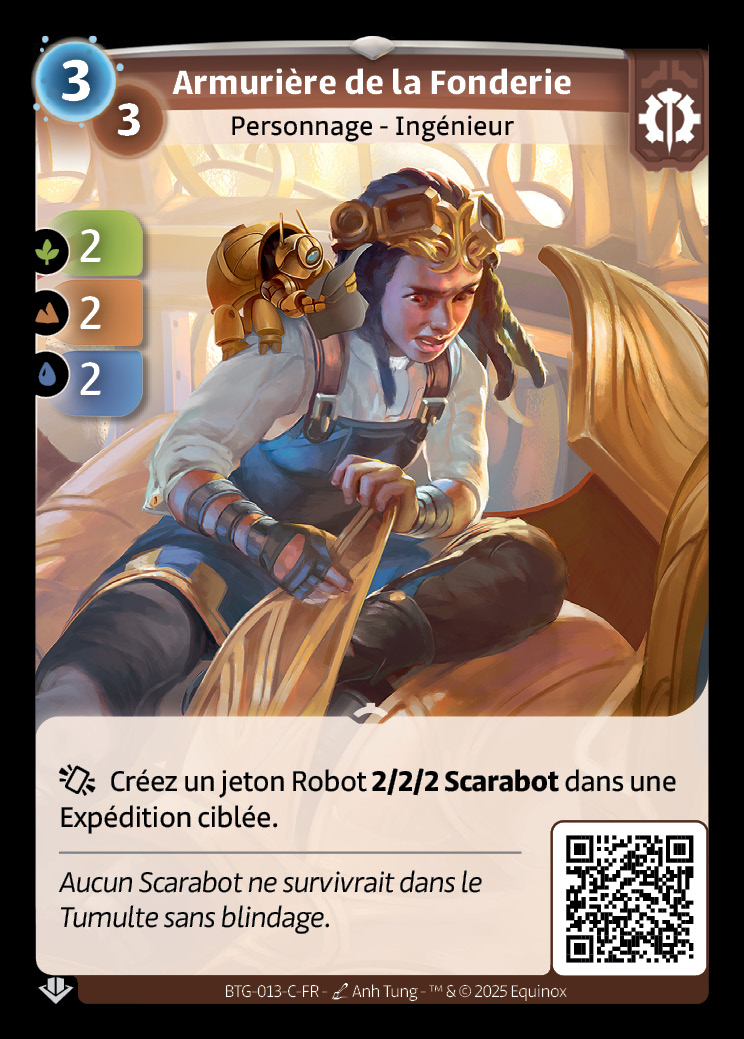 3
Armurière de la Fonderie
3
Personnage - Ingénieur
2
2
2
Créez un jeton Robot 2/2/2 Scarabot dans une
Expédition ciblée.
Aucun Scarabot ne survivrait dans le
Tumulte sans blindage.
BTG-013-C-FR - Anh Tung - ™ & © 2025 Equinox